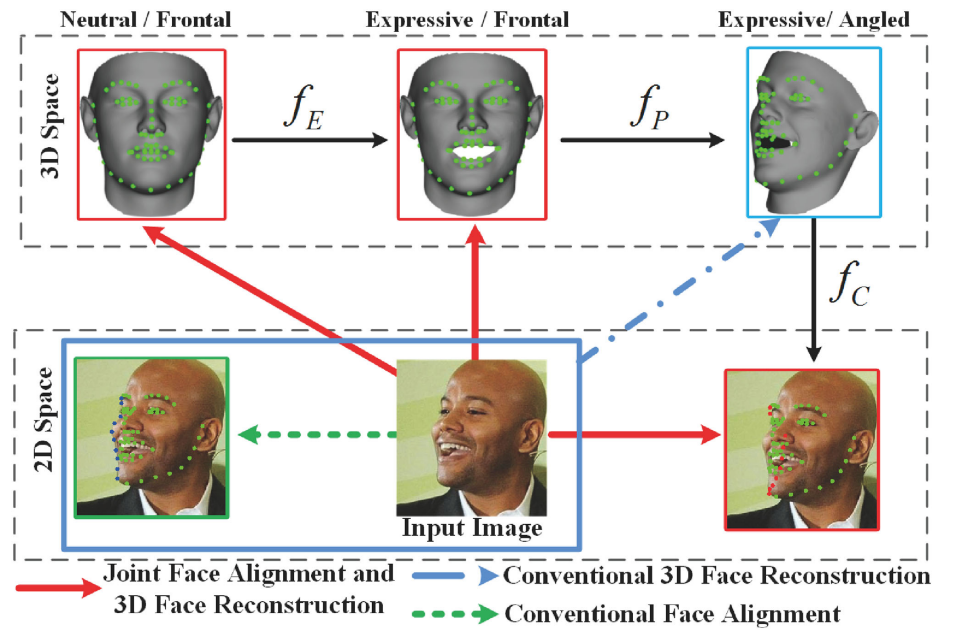 Neutral / Frontal
Expressive / Frontal
Expressive/ Angled
3D Space
f_E
f_P
f_C
2D Space
Input Image
Joint Face Alignment and
3D Face Reconstruction
Conventional 3D Face Reconstruction
Conventional Face Alignment